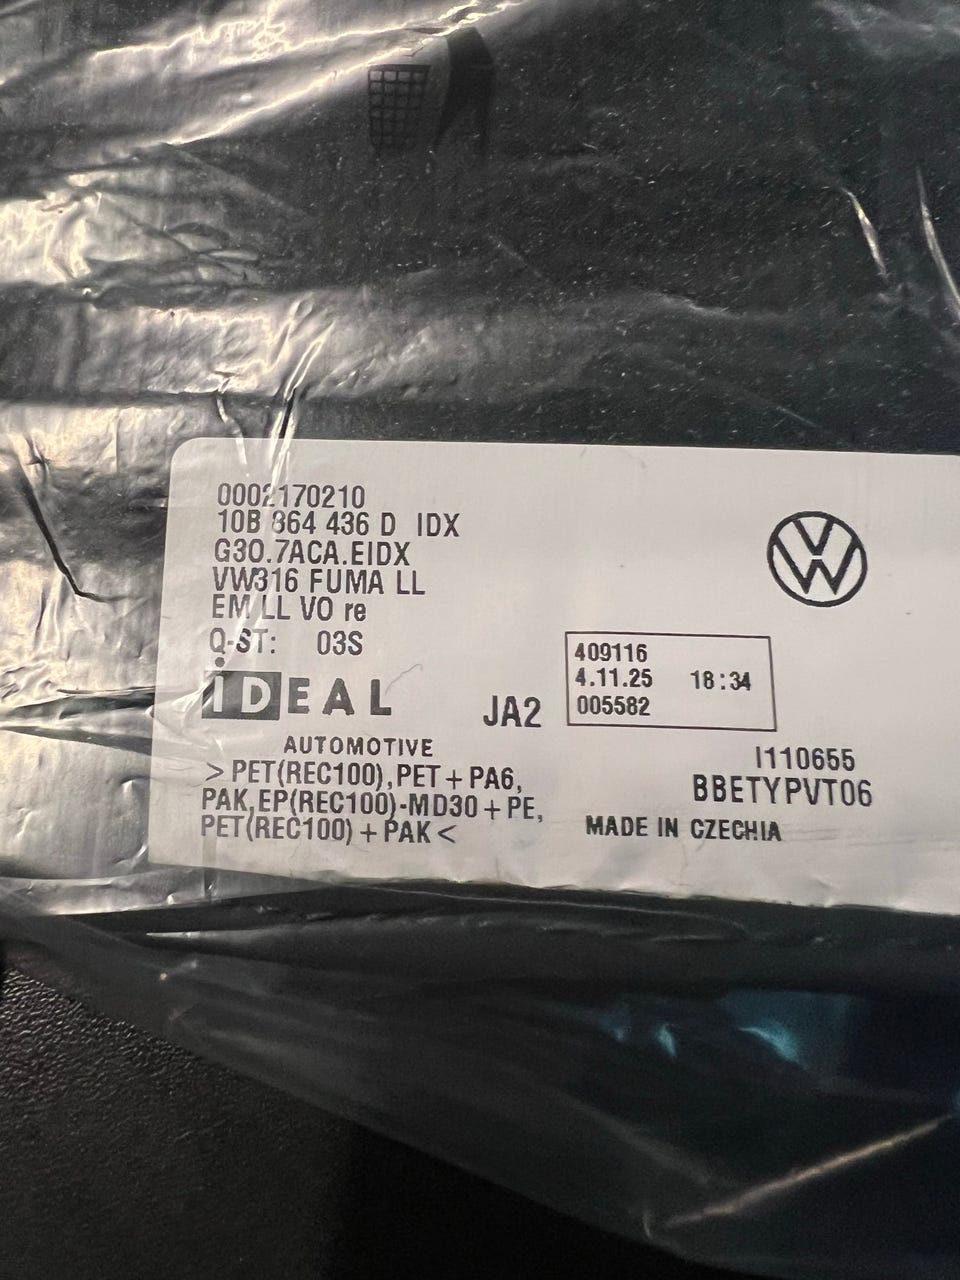 0002170210
10B 864 436 D IDX
G30.7ACA.EIDX
VW316 FUMA LL
EM LL VO re
Q-ST: 03S
iDEAL
AUTOMOTIVE
>PET(REC100),PET+PA6,
PAK,EP(REC100)-MD30+PE,
PET(REC100)+PAK<
JA2
409116
4.11.25 18:34
005582
I110655
BBETYPVT06
MADE IN CZECHIA
VW